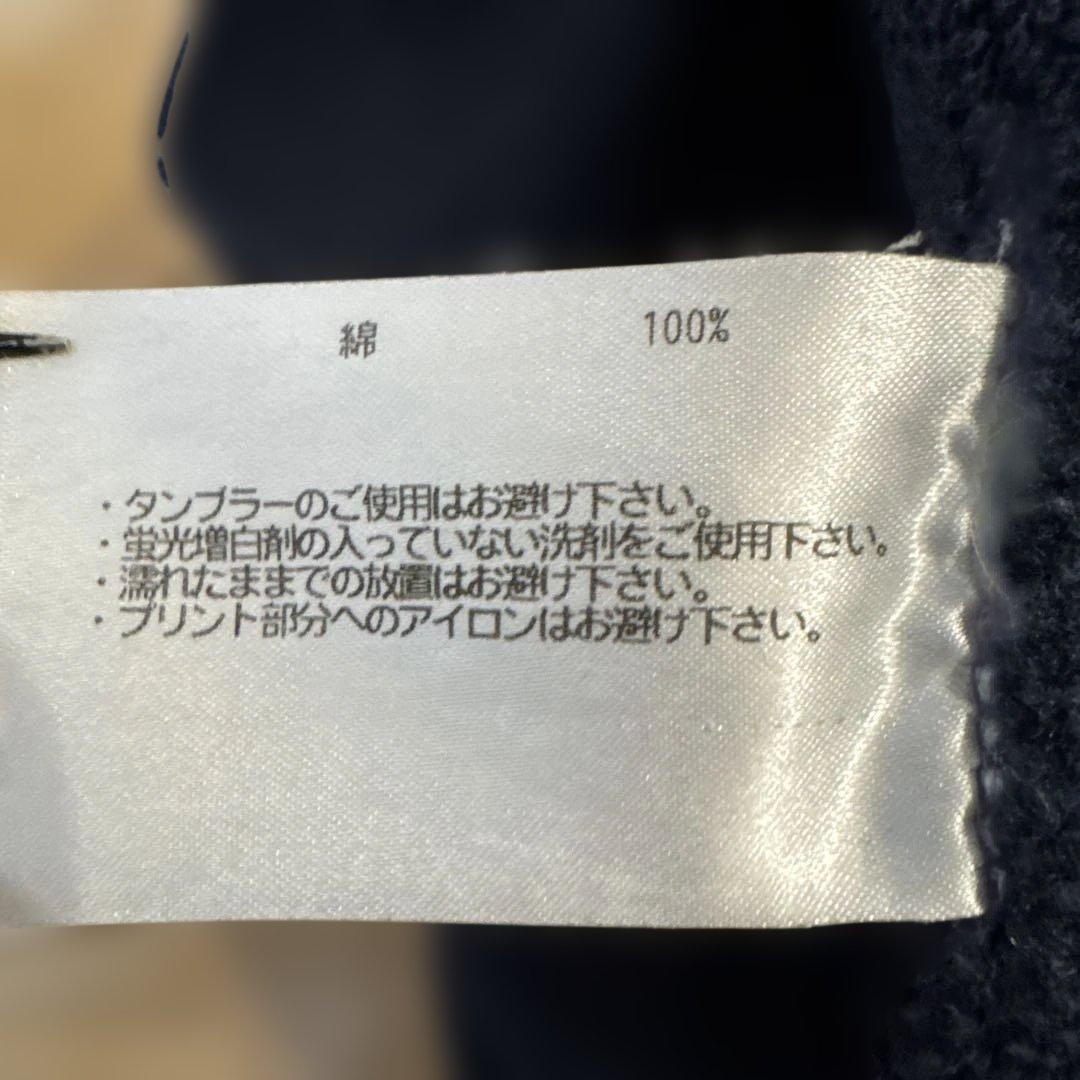 綿 100%
・タンブラーのご使用はお避け下さい。
・蛍光増白剤の入っていない洗剤をご使用下さい。
・濡れたままでの放置はお避け下さい。
・プリント部分へのアイロンはお避け下さい。